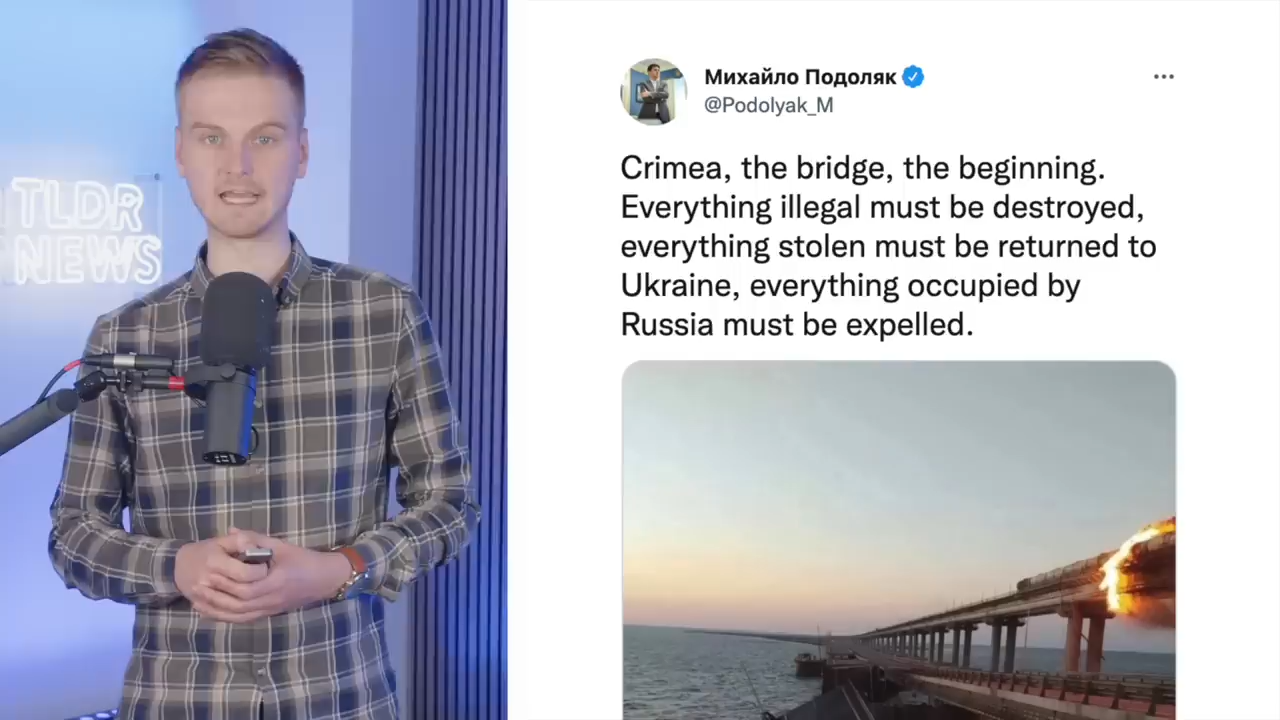 TLDR
NEWS
Михайло Подоляк
@Podolyak_M
Crimea, the bridge, the beginning.
Everything illegal must be destroyed,
everything stolen must be returned to
Ukraine, everything occupied by
Russia must be expelled.